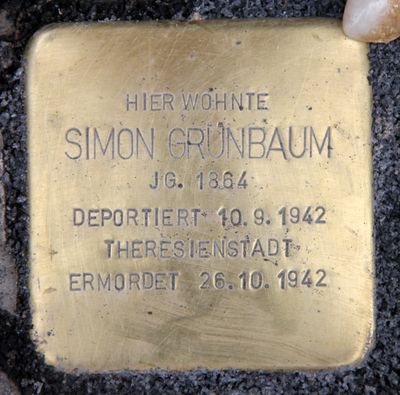 HIER WOHNTE
SIMON GRÜNBAUM
JG. 1864
DEPORTIERT 10.9.1942
THERESIENSTADT
ERMORDET 26.10.1942